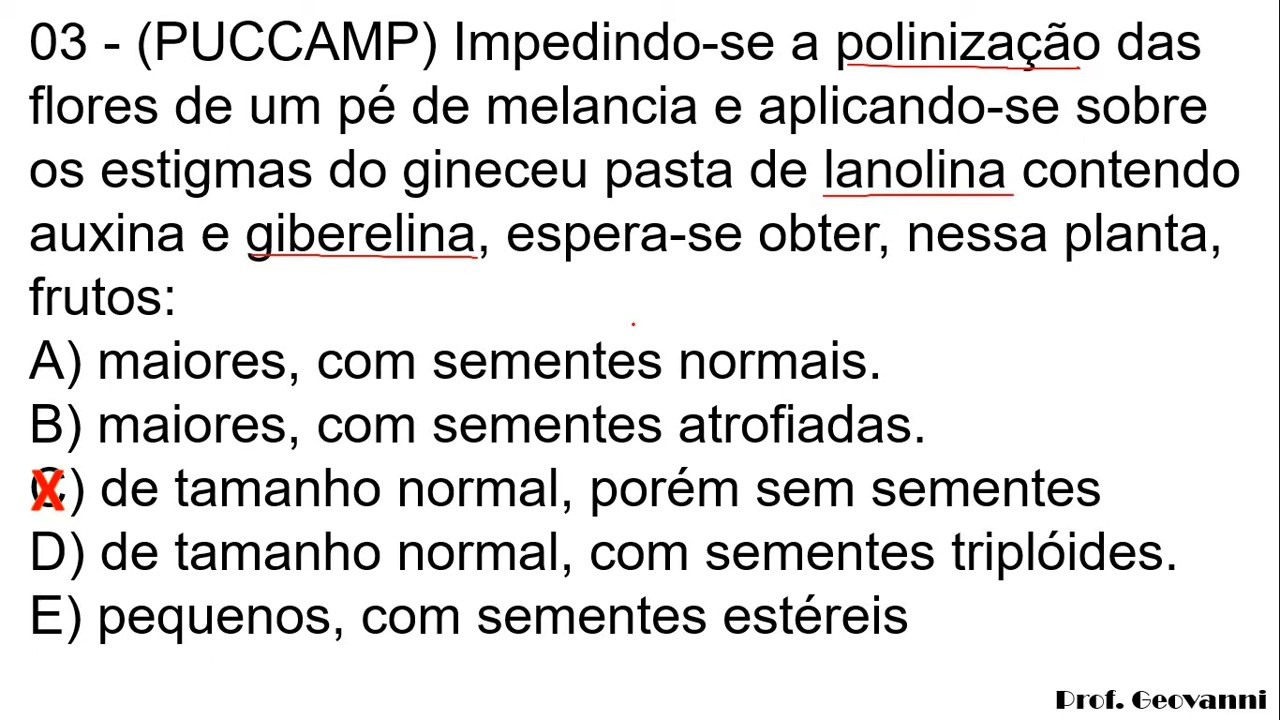 03 - (PUCCAMP) Impedindo-se a polinização das
flores de um pé de melancia e aplicando-se sobre
os estigmas do gineceu pasta de lanolina contendo
auxina e giberelina, espera-se obter, nessa planta,
frutos:
A) maiores, com sementes normais.
B) maiores, com sementes atrofiadas.
C) de tamanho normal, porém sem sementes
D) de tamanho normal, com sementes triplóides.
E) pequenos, com sementes estéreis
Prof. Geovanni